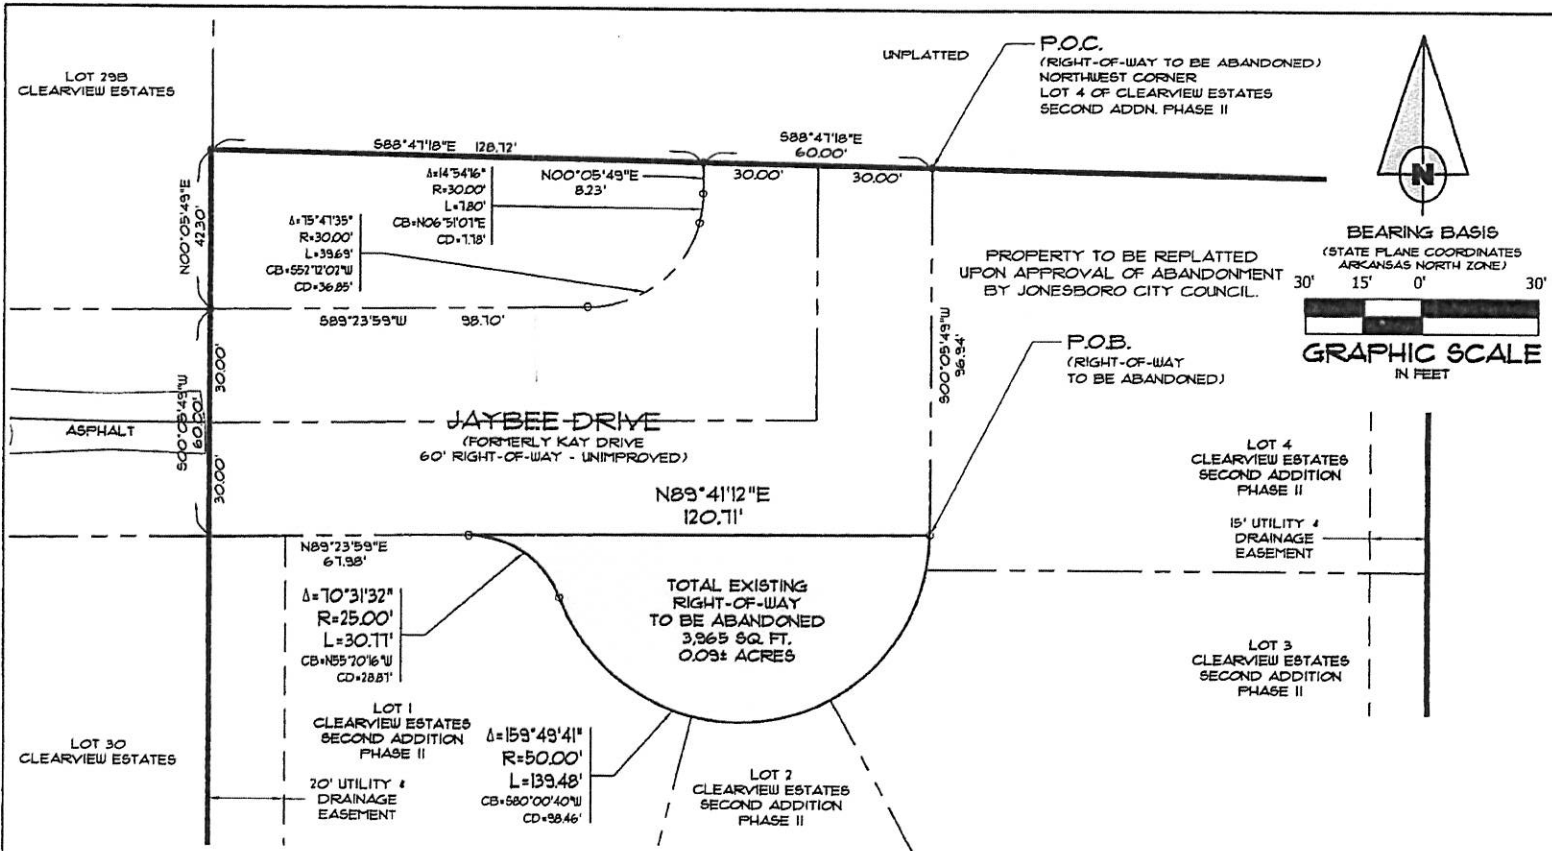 LOT 29B
CLEARVIEW ESTATES
UNPLATTED
P.O.C.
(RIGHT-OF-WAY TO BE ABANDONED)
NORTHWEST CORNER
LOT 4 OF CLEARVIEW ESTATES
SECOND ADDN. PHASE II
S88°47'18"E 128.72'
S88°47'18"E
60.00'
30.00'
30.00'
N00°05'49"E
8.23'
Δ=14°54'16"
R=30.00'
L=7.80'
CB=N06°51'07"E
CD=7.78'
Δ=75°47'35"
R=30.00'
L=39.69'
CB=S52°12'02"W
CD=36.85'
N00°05'49"E
42.30'
S89°23'59"W 98.70'
N
BEARING BASIS
(STATE PLANE COORDINATES
ARKANSAS NORTH ZONE)
30' 15' 0' 30'
GRAPHIC SCALE
IN FEET
PROPERTY TO BE REPLATTED
UPON APPROVAL OF ABANDONMENT
BY JONESBORO CITY COUNCIL.
S00°05'49"W
96.94'
P.O.B.
(RIGHT-OF-WAY
TO BE ABANDONED)
S00°05'49"W
60.00'
30.00'
30.00'
ASPHALT
JAYBEE DRIVE
(FORMERLY KAY DRIVE
60' RIGHT-OF-WAY - UNIMPROVED)
N89°41'12"E
120.71'
LOT 4
CLEARVIEW ESTATES
SECOND ADDITION
PHASE II
15' UTILITY &
DRAINAGE
EASEMENT
N89°23'59"E
67.98'
Δ=70°31'32"
R=25.00'
L=30.77'
CB=N55°20'16"W
CD=28.87'
TOTAL EXISTING
RIGHT-OF-WAY
TO BE ABANDONED
3,965 SQ. FT.
0.09± ACRES
LOT 3
CLEARVIEW ESTATES
SECOND ADDITION
PHASE II
LOT 1
CLEARVIEW ESTATES
SECOND ADDITION
PHASE II
Δ=159°49'41"
R=50.00'
L=139.48'
CB=S80°00'40"W
CD=98.46'
LOT 30
CLEARVIEW ESTATES
20' UTILITY &
DRAINAGE
EASEMENT
LOT 2
CLEARVIEW ESTATES
SECOND ADDITION
PHASE II